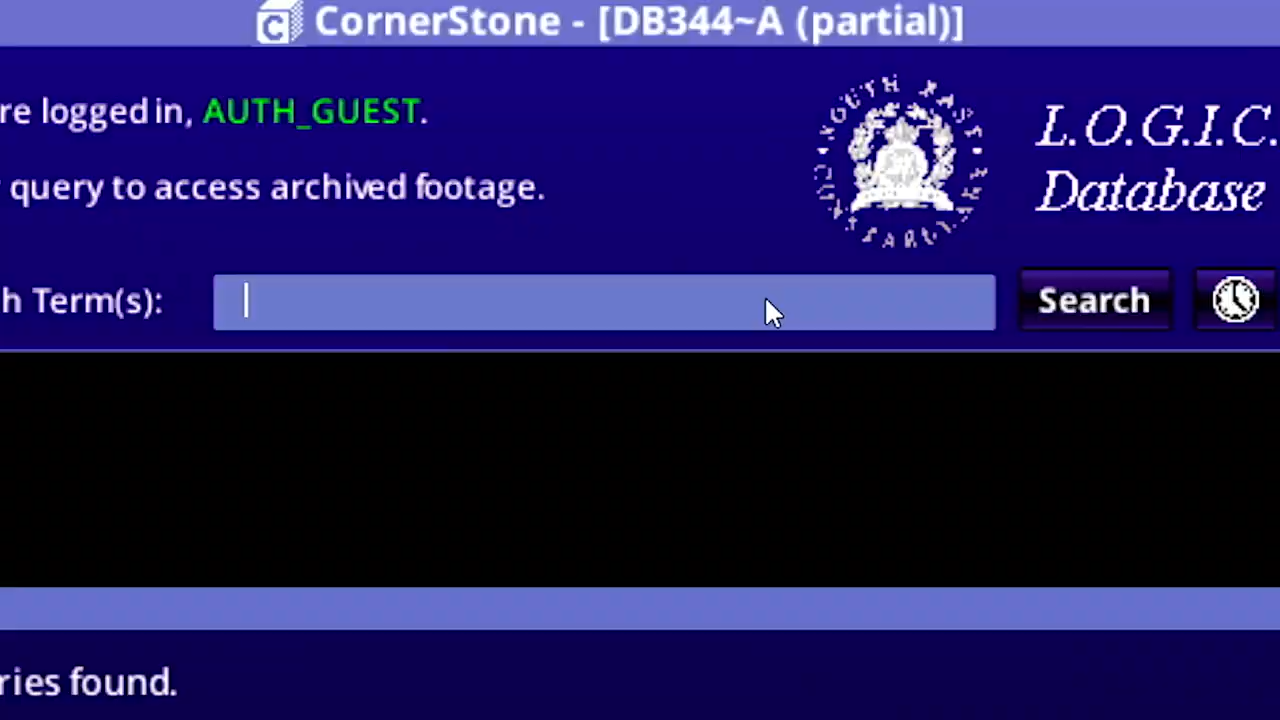 CornerStone - [DB344~A (partial)]
re logged in, AUTH_GUEST.
query to access archived footage.
L.O.G.I.C.
Database
h Term(s):
Search
ries found.